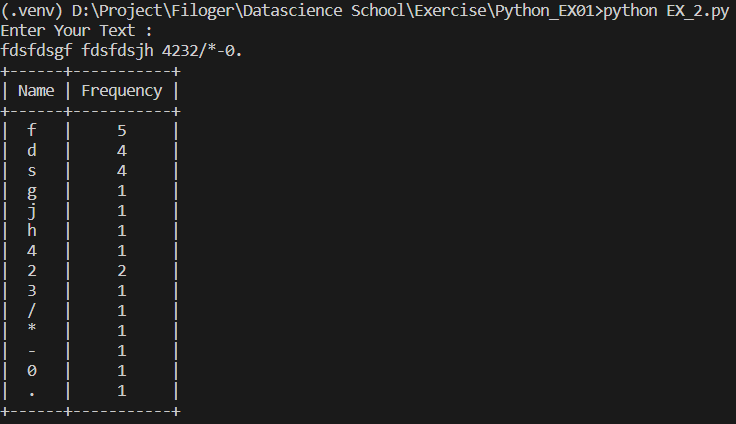 (.venv) D:\Project\Filoger\Datascience School\Exercise\Python_EX01>python EX_2.py
Enter Your Text :
fdsfdsgf fdsfdsjh 4232/*-0.
+------+-----------+
| Name | Frequency |
+------+-----------+
|  f   |     5     |
|  d   |     4     |
|  s   |     4     |
|  g   |     1     |
|  j   |     1     |
|  h   |     1     |
|  4   |     1     |
|  2   |     2     |
|  3   |     1     |
|  /   |     1     |
|  *   |     1     |
|  -   |     1     |
|  0   |     1     |
|  .   |     1     |
+------+-----------+